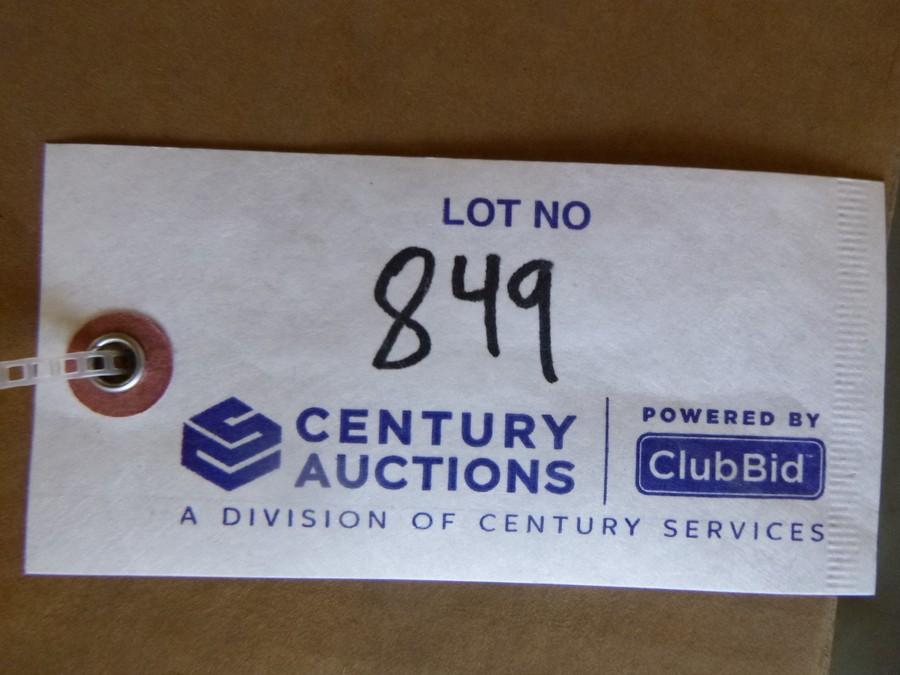 LOT NO
849
CENTURY
AUCTIONS
A DIVISION OF CENTURY SERVICES
POWERED BY
ClubBid™